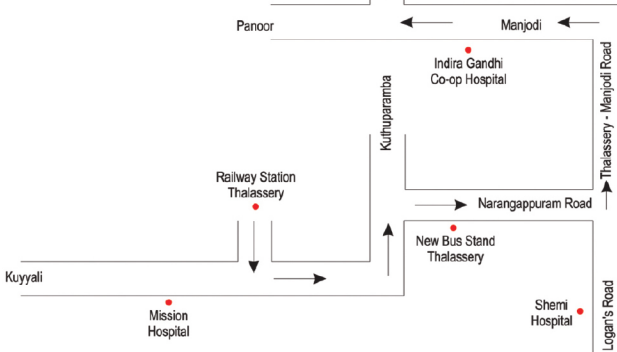 Panoor
Manjodi
Indira Gandhi
Co-op Hospital
Kuthuparamba
Thalassery - Manjodi Road
Railway Station
Thalassery
Narangappuram Road
New Bus Stand
Thalassery
Kuyyali
Mission
Hospital
Shemi
Hospital
Logan's Road